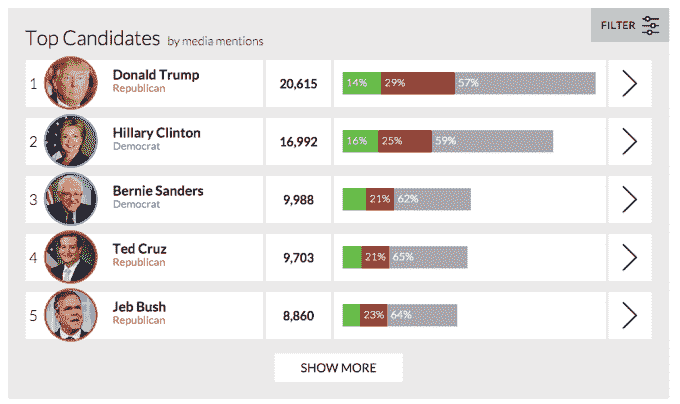 FILTER
Top Candidates by media mentions
1 Donald Trump 20,615 14% 29% 57%
Republican
2 Hillary Clinton 16,992 16% 25% 59%
Democrat
3 Bernie Sanders 9,988 21% 62%
Democrat
4 Ted Cruz 9,703 21% 65%
Republican
5 Jeb Bush 8,860 23% 64%
Republican
SHOW MORE